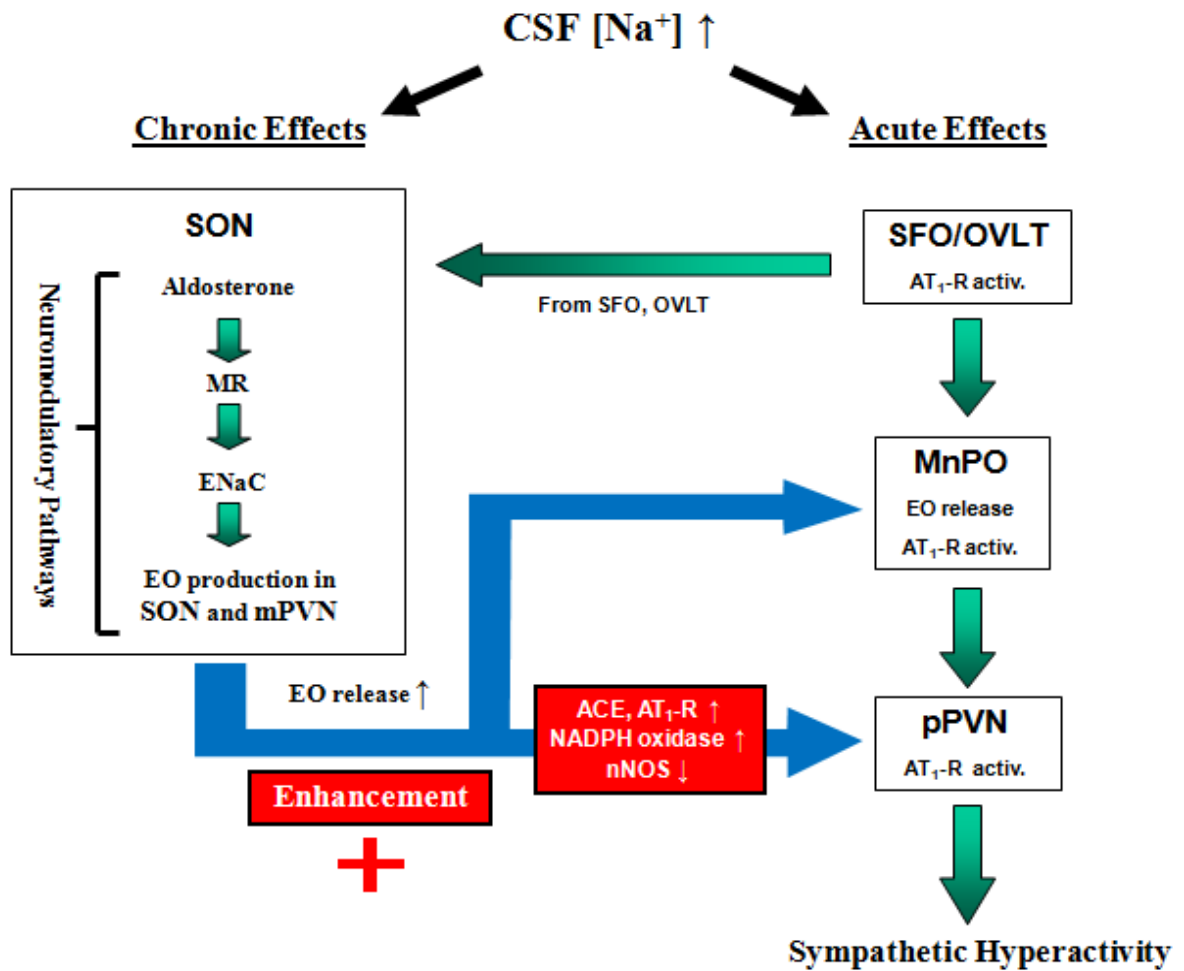 CSF [Na⁺] ↑
Chronic Effects
Acute Effects
SON
Neuromodulatory Pathways
Aldosterone
MR
ENaC
EO production in
SON and mPVN
From SFO, OVLT
SFO/OVLT
AT₁-R activ.
MnPO
EO release
AT₁-R activ.
EO release ↑
ACE, AT₁-R ↑
NADPH oxidase ↑
nNOS ↓
Enhancement
+
pPVN
AT₁-R activ.
Sympathetic Hyperactivity